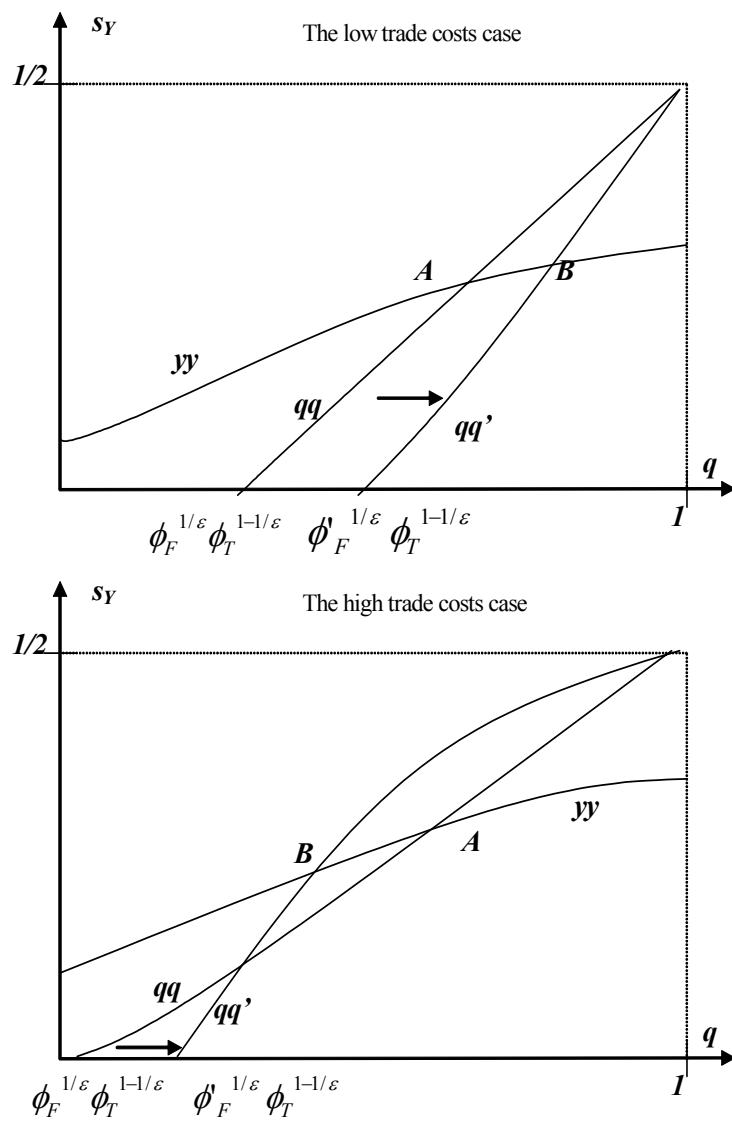 s_Y
The low trade costs case
1/2
A
B
yy
qq
qq’
q
ϕ_F^{1/ε} ϕ_T^{1–1/ε}
ϕ'_F^{1/ε} ϕ_T^{1–1/ε}
1
s_Y
The high trade costs case
1/2
yy
B
A
qq
qq’
q
ϕ_F^{1/ε} ϕ_T^{1–1/ε}
ϕ'_F^{1/ε} ϕ_T^{1–1/ε}
1